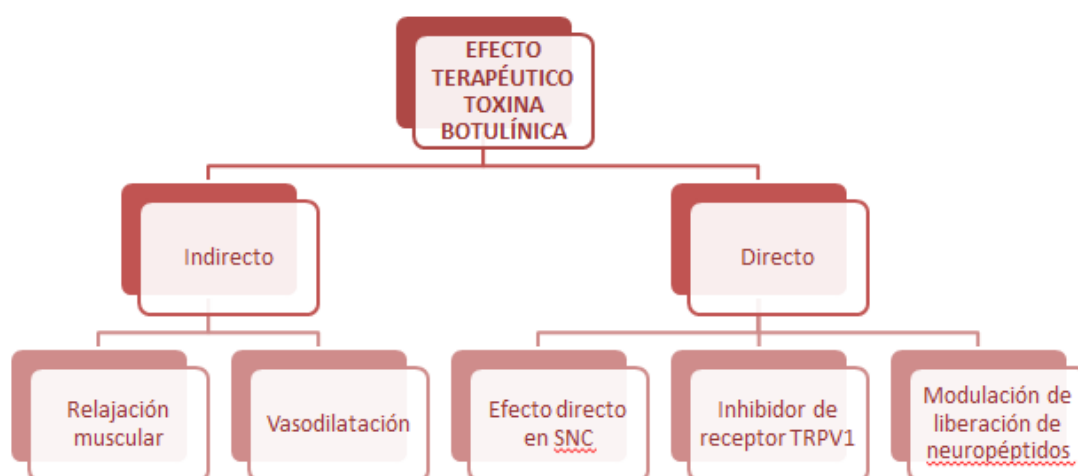 EFECTO
TERAPÉUTICO
TOXINA
BOTULÍNICA
Indirecto
Directo
Relajación
muscular
Vasodilatación
Efecto directo
en SNC
Inhibidor de
receptor TRPV1
Modulación de
liberación de
neuropéptidos